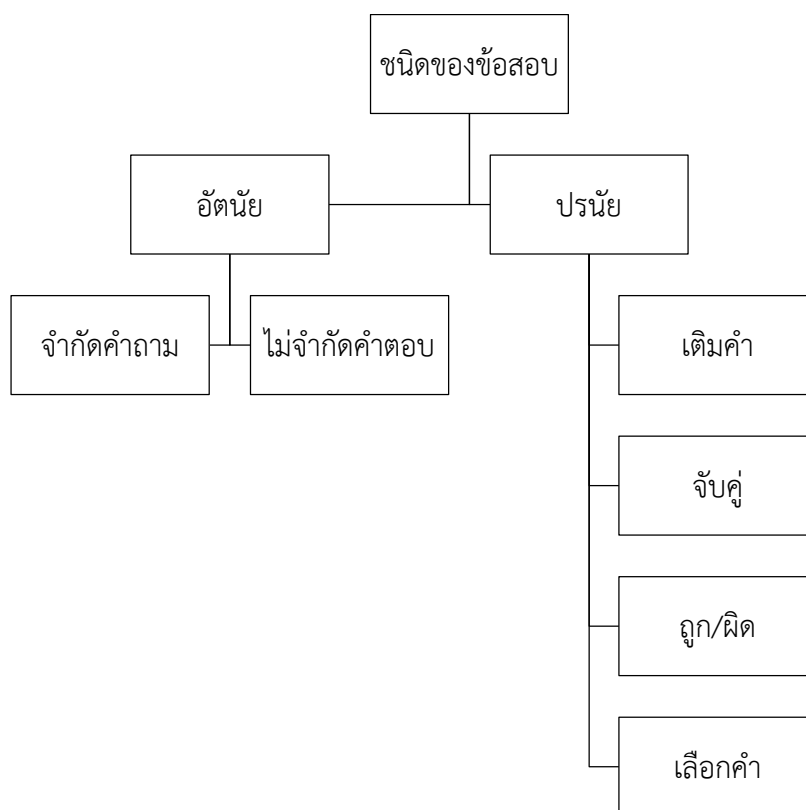 ชนิดของข้อสอบ
อัตนัย
ปรนัย
จำกัดคำถาม
ไม่จำกัดคำตอบ
เติมคำ
จับคู่
ถูก/ผิด
เลือกคำ